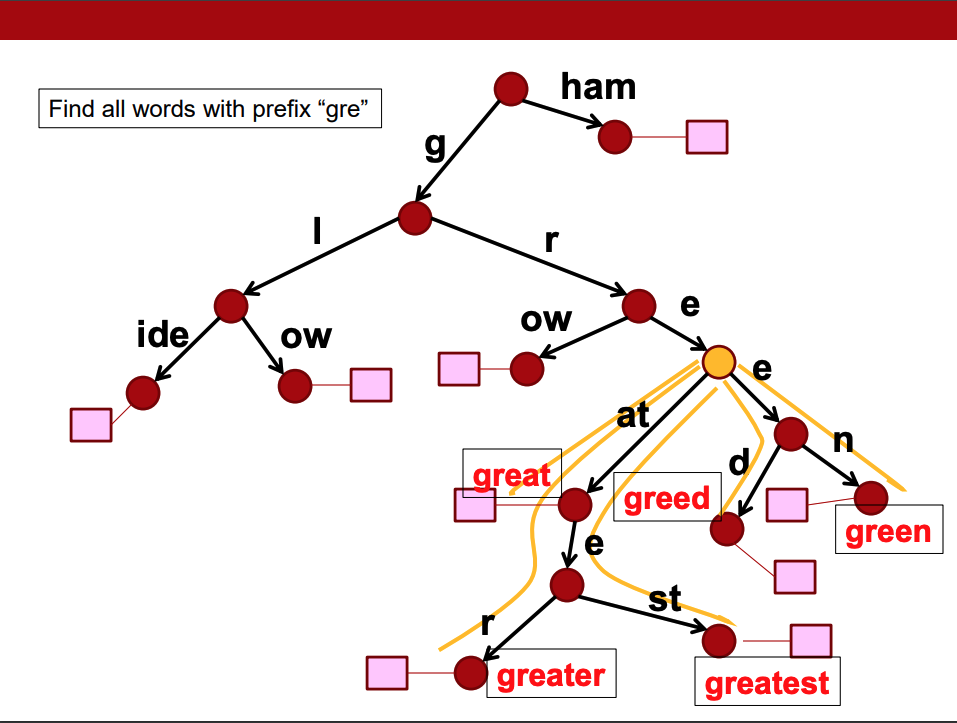 ham
Find all words with prefix “gre”
g
l
r
e
ow
ide
ow
e
at
n
d
great
greed
green
e
st
r
greater
greatest